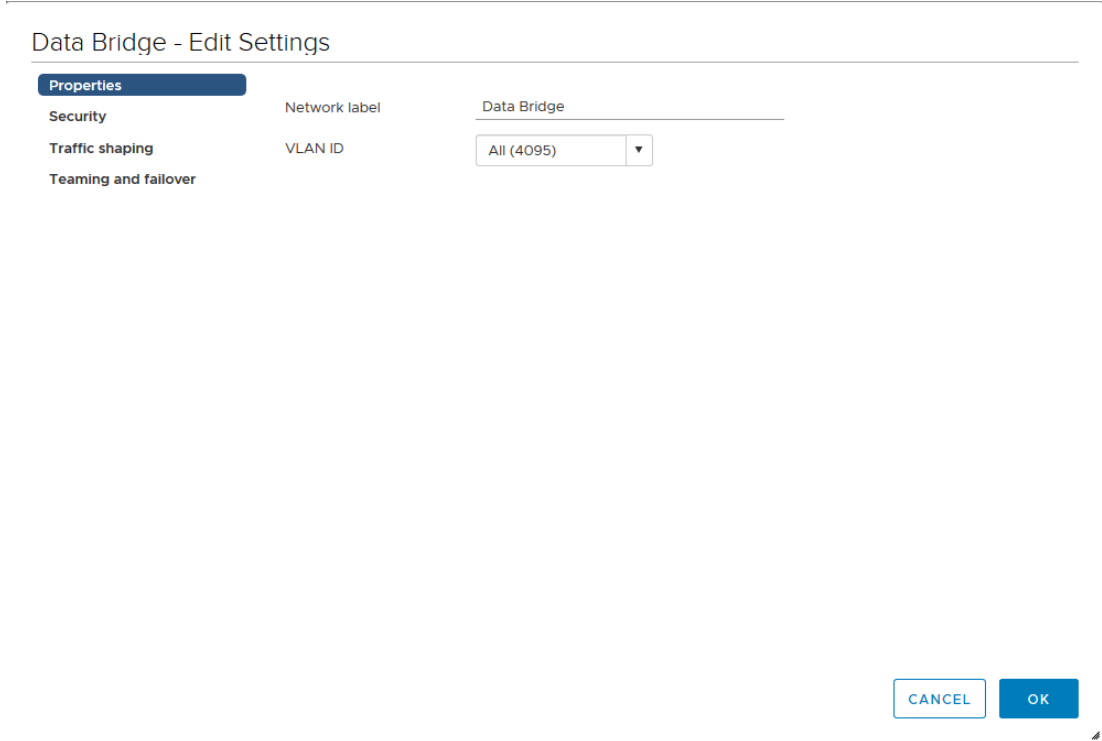 Data Bridge - Edit Settings
Properties
Security
Traffic shaping
Teaming and failover
Network label
Data Bridge
VLAN ID
All (4095)
CANCEL
OK